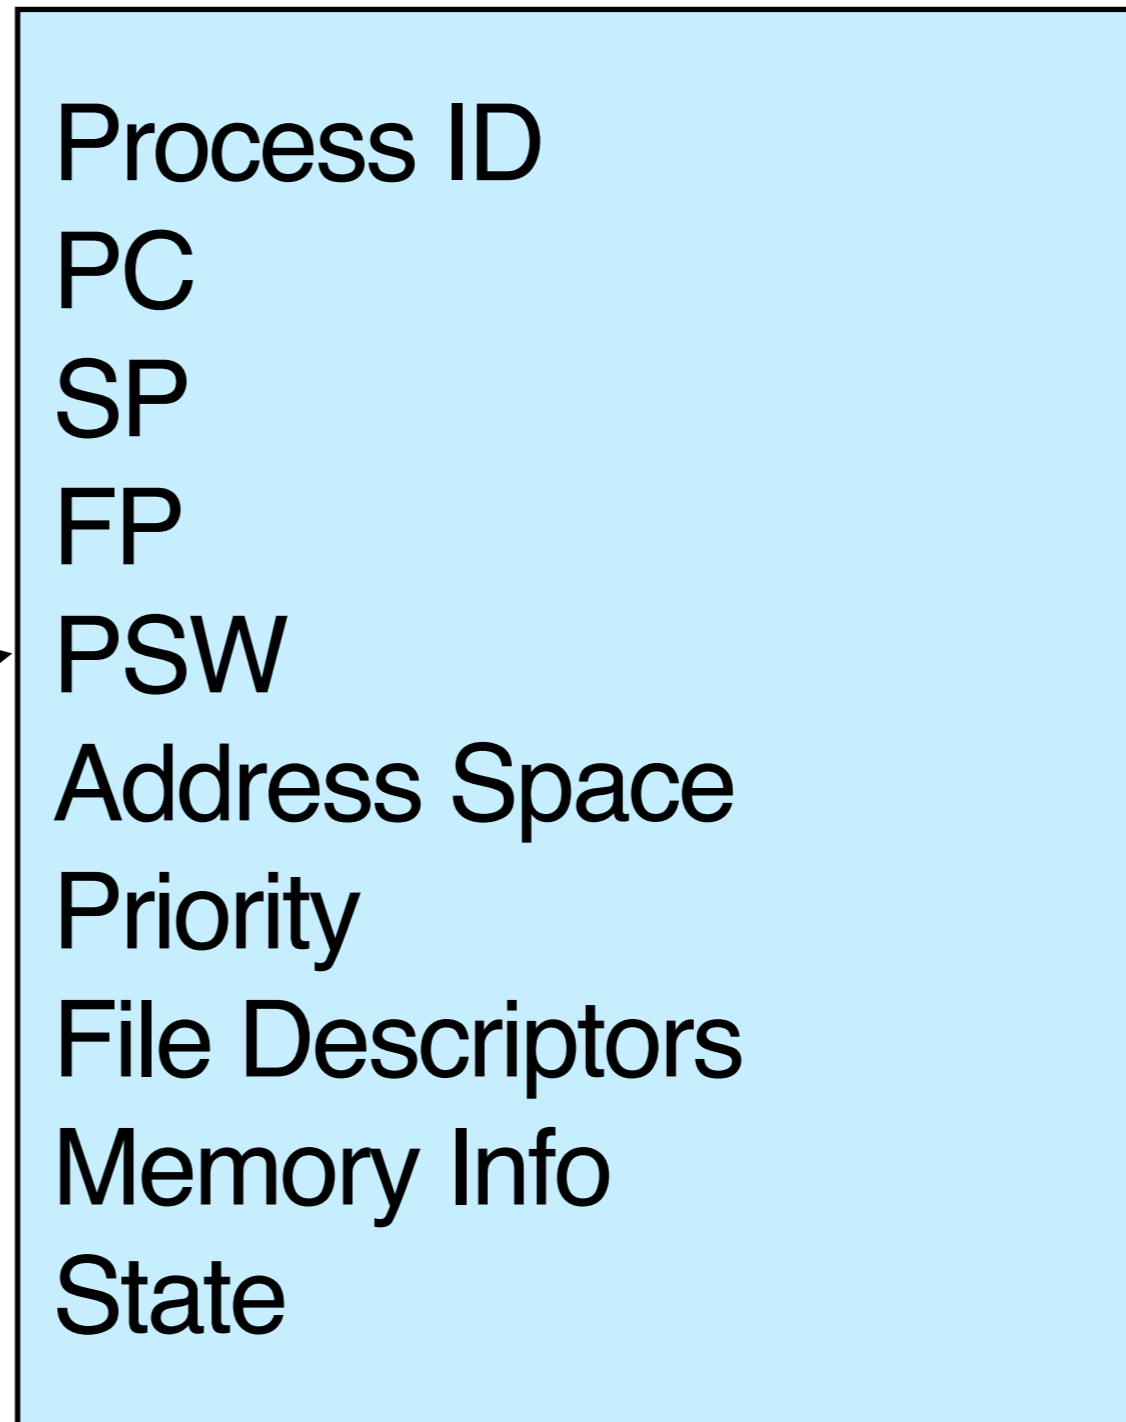 Process ID
PC
SP
FP
PSW
Address Space
Priority
File Descriptors
Memory Info
State